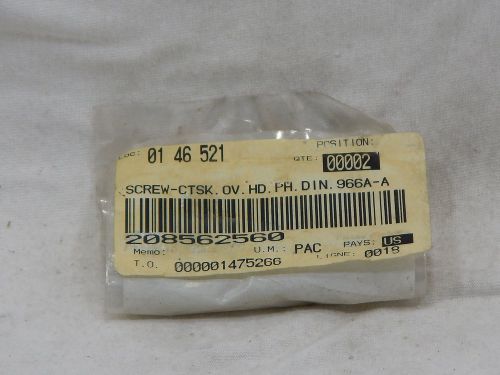 LOC: 01 46 521 POSITION:
QTE: 00002
SCREW-CTSK.OV.HD.PH.DIN.966A-A
208562560
Memo: U.M.: PAC PAYS: US
T.O. 000001475266 LIGNE: 0018